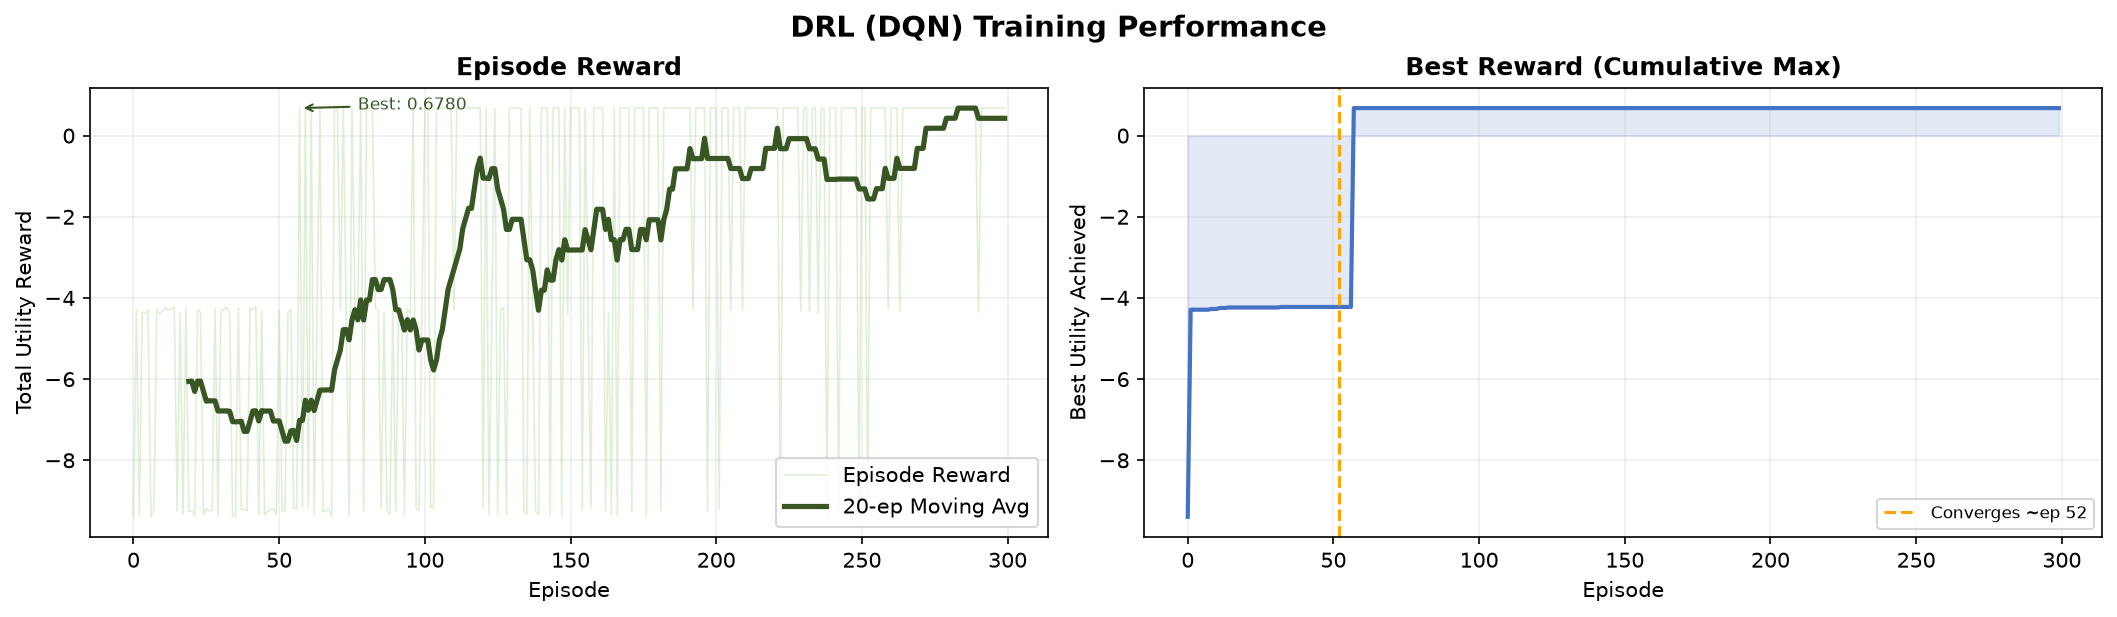 DRL (DQN) Training Performance
Episode Reward
Total Utility Reward
0
−2
−4
−6
−8
Best: 0.6780
Episode Reward
20-ep Moving Avg
0
50
100
150
200
250
300
Episode
Best Reward (Cumulative Max)
Best Utility Achieved
0
−2
−4
−6
−8
Converges ~ep 52
0
50
100
150
200
250
300
Episode